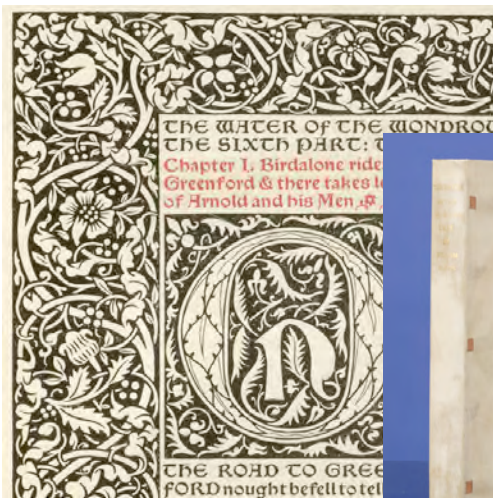 THE WATER OF THE WONDROU
THE SIXTH PART:
Chapter I. Birdalone ride
Greenford & there takes le
of Arnold and his Men
On
THE ROAD TO GREE
FORD nought befell to tel